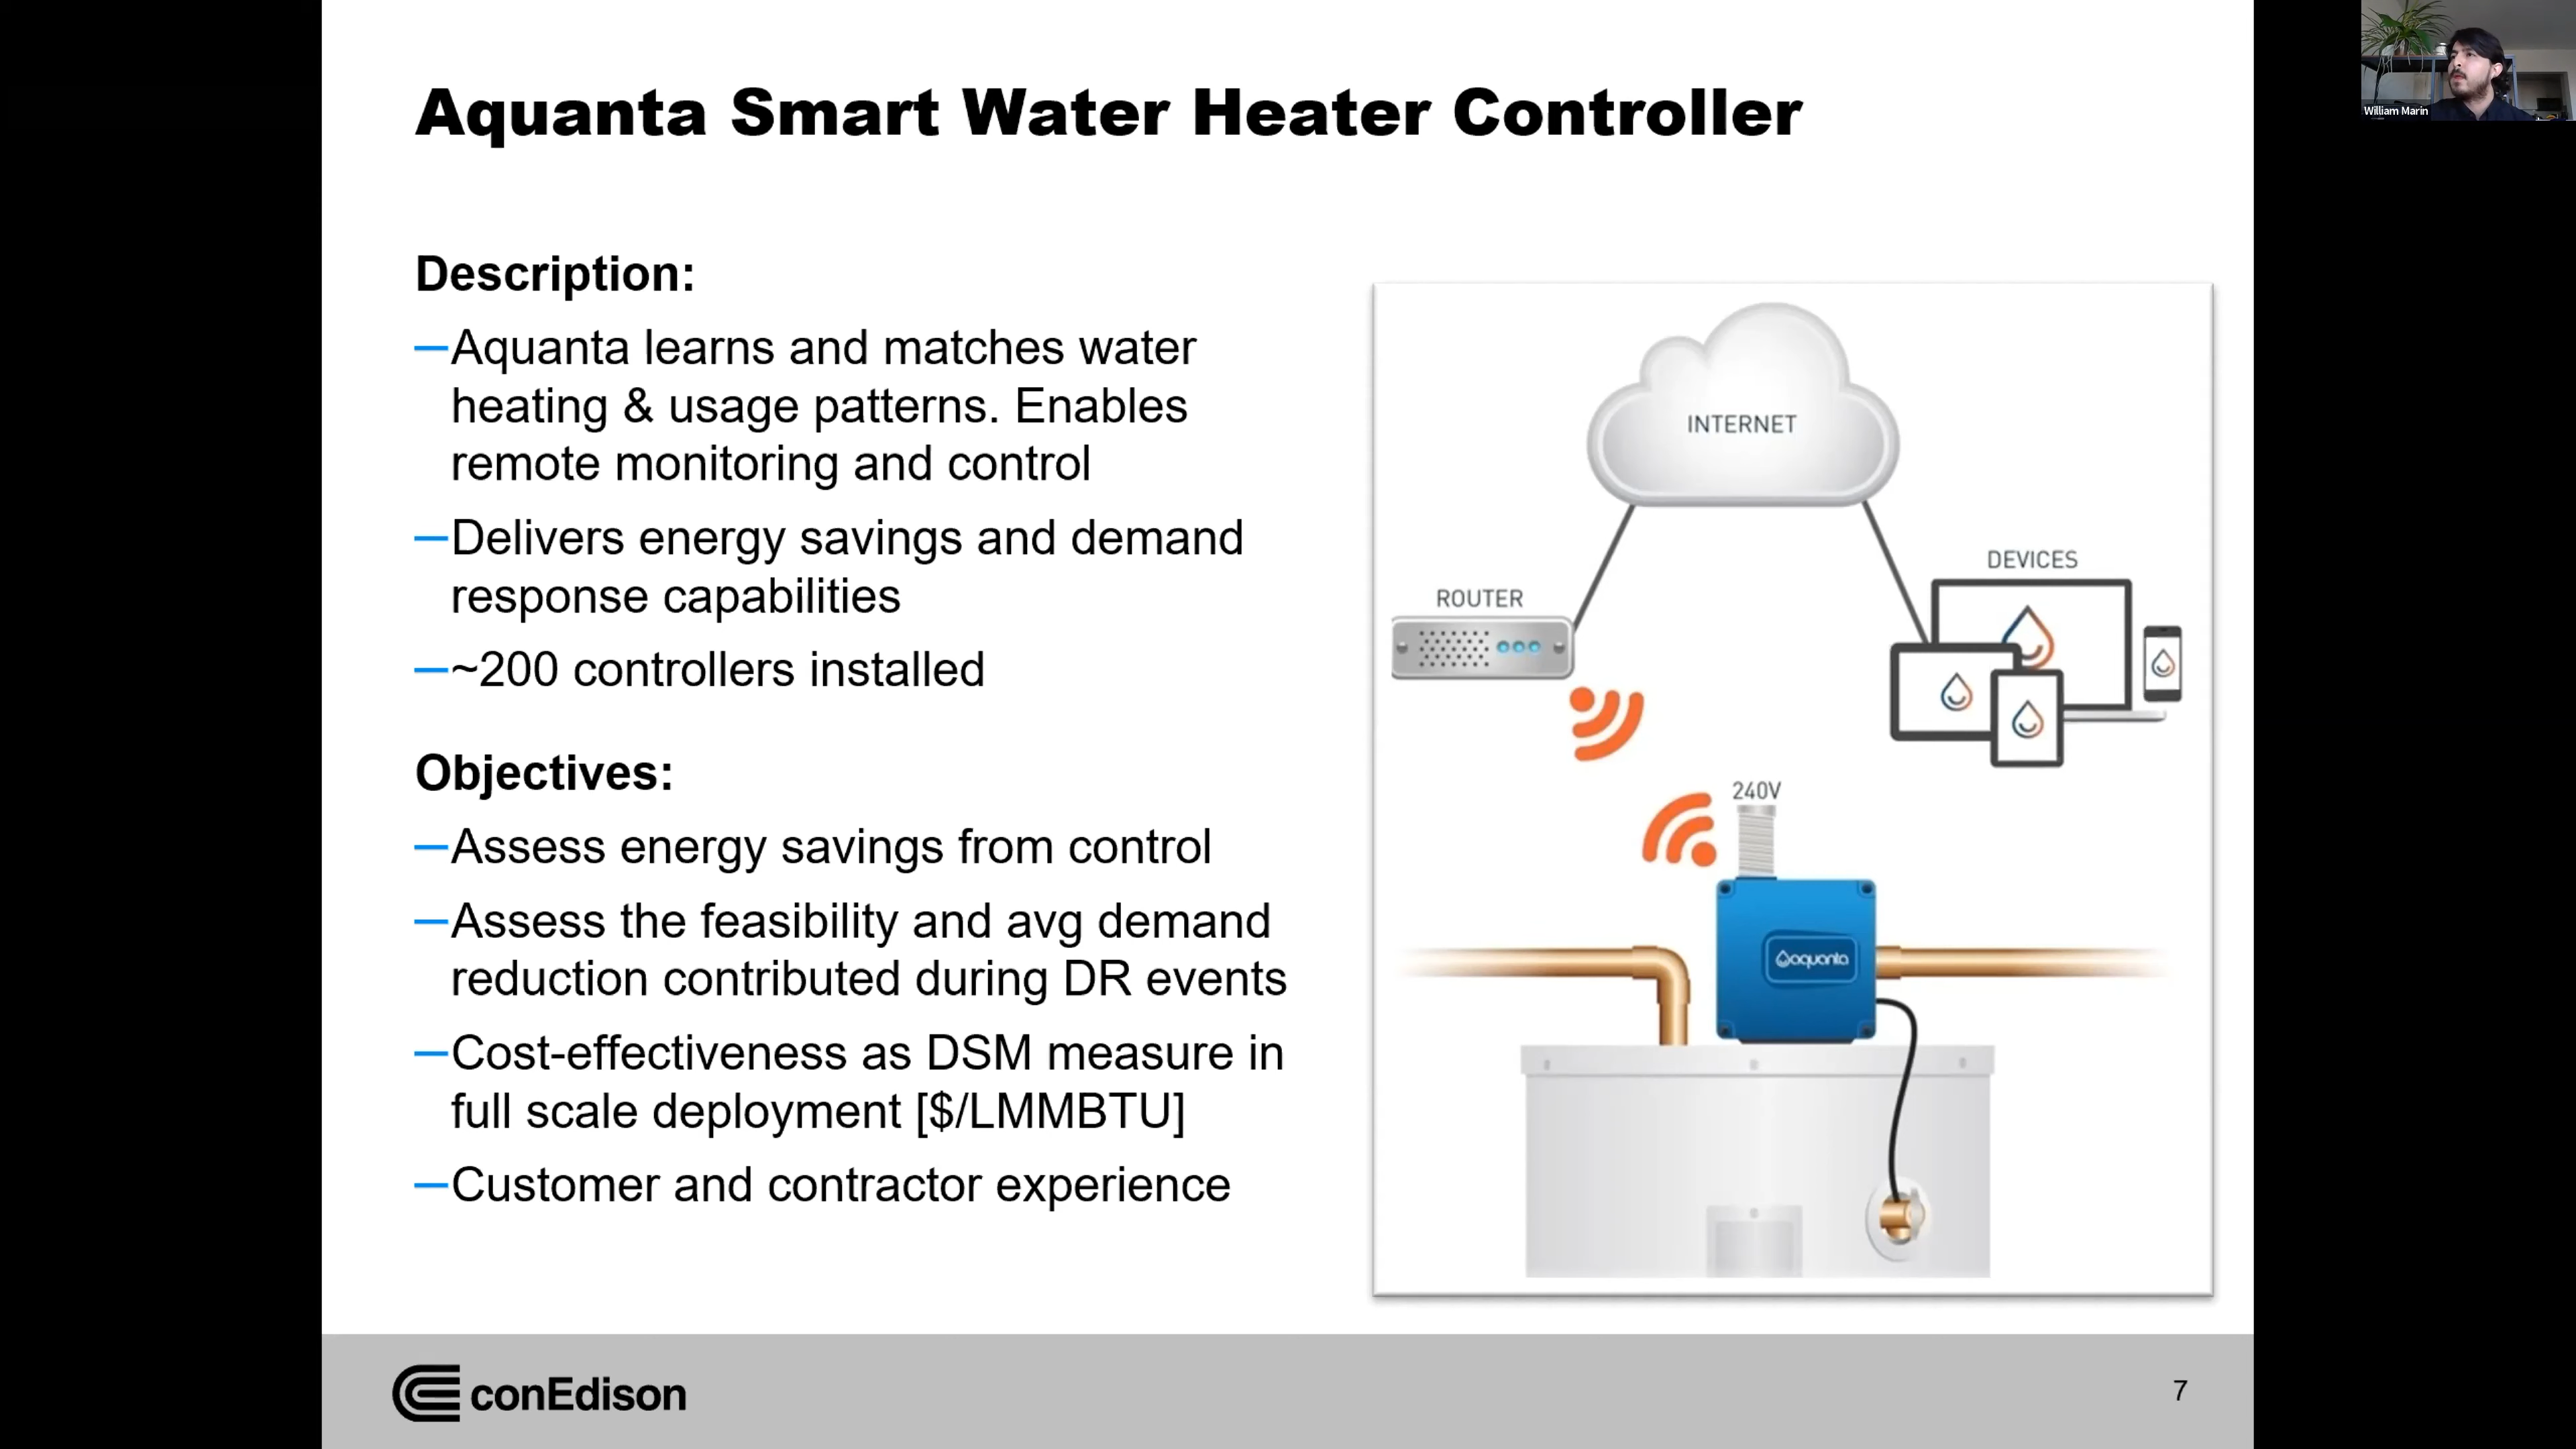 Aquanta Smart Water Heater Controller
William Marin
Description:
—Aquanta learns and matches water
heating & usage patterns. Enables
remote monitoring and control
—Delivers energy savings and demand
response capabilities
—~200 controllers installed
Objectives:
—Assess energy savings from control
—Assess the feasibility and avg demand
reduction contributed during DR events
—Cost-effectiveness as DSM measure in
full scale deployment [$/LMMBTU]
—Customer and contractor experience
INTERNET
DEVICES
ROUTER
240V
aquanta
conEdison
7